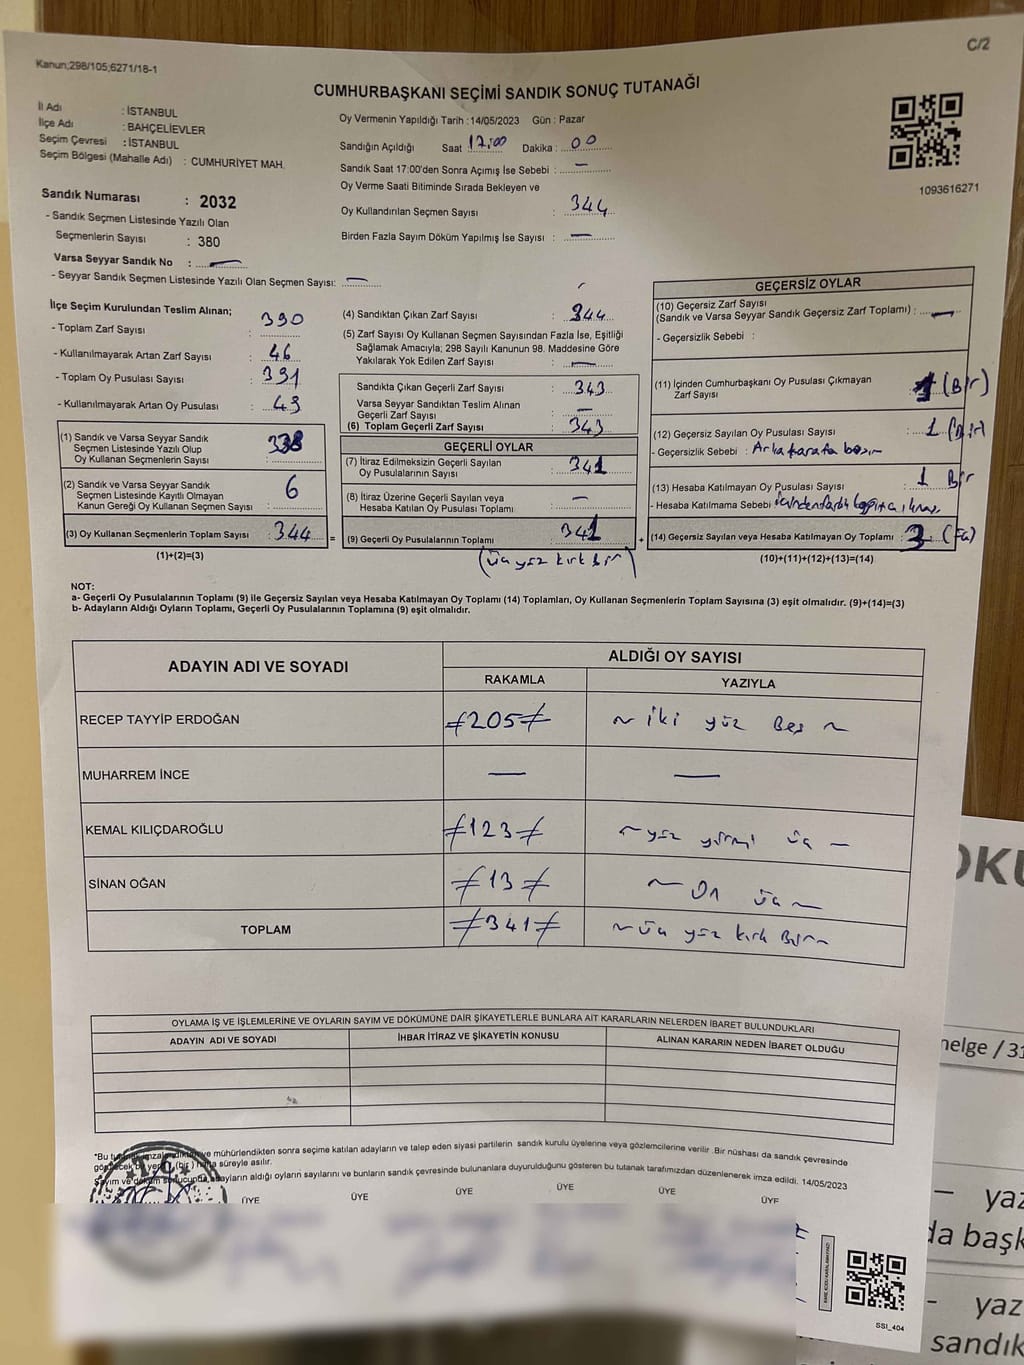 C/2
Kanun;298/105;6271/18-1
CUMHURBAŞKANI SEÇİMİ SANDIK SONUÇ TUTANAĞI
İl Adı : İSTANBUL
İlçe Adı : BAHÇELİEVLER
Seçim Çevresi : İSTANBUL
Seçim Bölgesi (Mahalle Adı) : CUMHURİYET MAH.
Sandık Numarası : 2032
- Sandık Seçmen Listesinde Yazılı Olan
Seçmenlerin Sayısı : 380
Varsa Seyyar Sandık No : —
- Seyyar Sandık Seçmen Listesinde Yazılı Olan Seçmen Sayısı: —
Oy Vermenin Yapıldığı Tarih :14/05/2023 Gün : Pazar
Sandığın Açıldığı Saat 17:00 Dakika : 00
Sandık Saat 17:00'den Sonra Açımış İse Sebebi : —
Oy Verme Saati Bitiminde Sırada Bekleyen ve
Oy Kullandırılan Seçmen Sayısı : 344
Birden Fazla Sayım Döküm Yapılmış İse Sayısı : —
1093616271
İlçe Seçim Kurulundan Teslim Alınan;
- Toplam Zarf Sayısı : 390
- Kullanılmayarak Artan Zarf Sayısı : 46
- Toplam Oy Pusulası Sayısı : 391
- Kullanılmayarak Artan Oy Pusulası : 43
(1) Sandık ve Varsa Seyyar Sandık
Seçmen Listesinde Yazılı Olup
Oy Kullanan Seçmenlerin Sayısı : 338
(2) Sandık ve Varsa Seyyar Sandık
Seçmen Listesinde Kayıtlı Olmayan
Kanun Gereği Oy Kullanan Seçmen Sayısı : 6
(3) Oy Kullanan Seçmenlerin Toplam Sayısı : 344 =
(1)+(2)=(3)
(4) Sandıktan Çıkan Zarf Sayısı : 344
(5) Zarf Sayısı Oy Kullanan Seçmen Sayısından Fazla İse, Eşitliği
Sağlamak Amacıyla; 298 Sayılı Kanunun 98. Maddesine Göre
Yakılarak Yok Edilen Zarf Sayısı : —
Sandıkta Çıkan Geçerli Zarf Sayısı : 343
Varsa Seyyar Sandıktan Teslim Alınan
Geçerli Zarf Sayısı : —
(6) Toplam Geçerli Zarf Sayısı : 343
GEÇERLİ OYLAR
(7) İtiraz Edilmeksizin Geçerli Sayılan
Oy Pusulalarının Sayısı : 341
(8) İtiraz Üzerine Geçerli Sayılan veya
Hesaba Katılan Oy Pusulası Toplamı : —
(9) Geçerli Oy Pusulalarının Toplamı : 341 +
(üç yüz kırk bir)
GEÇERSİZ OYLAR
(10) Geçersiz Zarf Sayısı
(Sandık ve Varsa Seyyar Sandık Geçersiz Zarf Toplamı) : —
- Geçersizlik Sebebi :
(11) İçinden Cumhurbaşkanı Oy Pusulası Çıkmayan
Zarf Sayısı : 1 (Bir)
(12) Geçersiz Sayılan Oy Pusulası Sayısı : 1 (Bir)
- Geçersizlik Sebebi : Arka tarafa
(13) Hesaba Katılmayan Oy Pusulası Sayısı : 1 Bir
- Hesaba Katılmama Sebebi
(14) Geçersiz Sayılan veya Hesaba Katılmayan Oy Toplamı : 3 (üç)
(10)+(11)+(12)+(13)=(14)
NOT:
a- Geçerli Oy Pusulalarının Toplamı (9) ile Geçersiz Sayılan veya Hesaba Katılmayan Oy Toplamı (14) Toplamları, Oy Kullanan Seçmenlerin Toplam Sayısına (3) eşit olmalıdır. (9)+(14)=(3)
b- Adayların Aldığı Oyların Toplamı, Geçerli Oy Pusulalarının Toplamına (9) eşit olmalıdır.
ADAYIN ADI VE SOYADI
ALDIĞI OY SAYISI
RAKAMLA YAZIYLA
RECEP TAYYİP ERDOĞAN ≠205≠ ~ iki yüz Beş ~
MUHARREM İNCE — —
KEMAL KILIÇDAROĞLU ≠123≠ ~ yüz yirmi üç —
SİNAN OĞAN ≠13≠ ~ On üç ~
TOPLAM ≠341≠ ~ üç yüz kırk Bir ~
OYLAMA İŞ VE İŞLEMLERİNE VE OYLARIN SAYIM VE DÖKÜMÜNE DAİR ŞİKAYETLERLE BUNLARA AİT KARARLARIN NELERDEN İBARET BULUNDUKLARI
ADAYIN ADI VE SOYADI İHBAR İTİRAZ VE ŞİKAYETİN KONUSU ALINAN KARARIN NEDEN İBARET OLDUĞU
*Bu mühürlendikten sonra seçime katılan adayların ve talep eden siyasi partilerin sandık kurulu üyelerine veya gözlemcilerine verilir .Bir nüshası da sandık çevresinde
(bir) hafta süreyle asılır.
Sayım ve döküm sonucunda, adayların aldığı oyların sayılarını ve bunların sandık çevresinde bulunanlara duyurulduğunu gösteren bu tutanak tarafımızdan düzenlenerek imza edildi. 14/05/2023
ÜYE ÜYE ÜYE ÜYE ÜYE ÜYE
SSI_404
OKU
nelge / 31
– yaz
da başk
- yaz
sandık